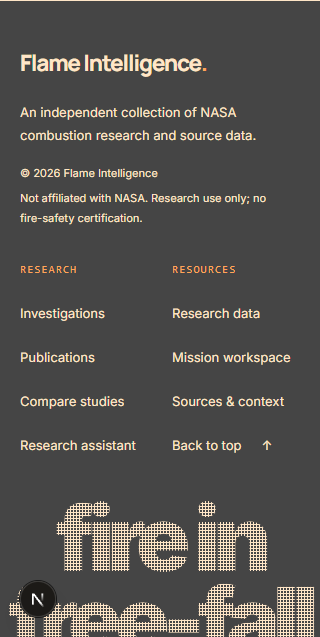 Flame Intelligence.
An independent collection of NASA
combustion research and source data.
© 2026 Flame Intelligence
Not affiliated with NASA. Research use only; no
fire-safety certification.
RESEARCH
Investigations
Publications
Compare studies
Research assistant
RESOURCES
Research data
Mission workspace
Sources & context
Back to top ↑
fire in
free-fall
N